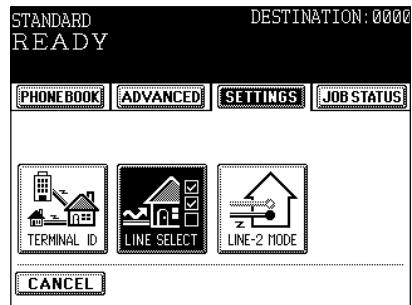 STANDARD DESTINATION:0000
READY
PHONE BOOK ADVANCED SETTINGS JOB STATUS
TERMINAL ID LINE SELECT LINE-2 MODE
CANCEL